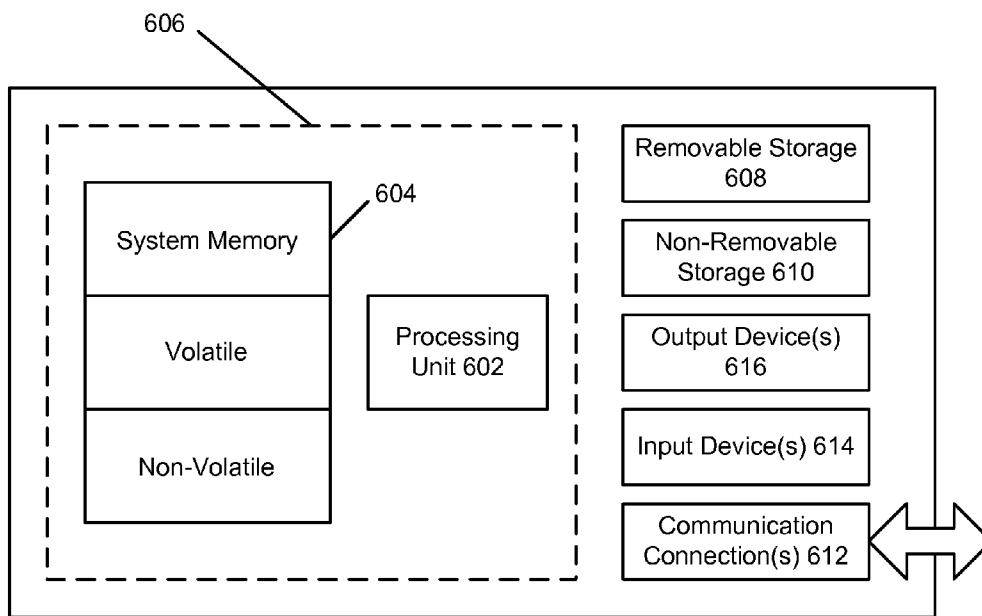 606
604
System Memory
Volatile
Non-Volatile
Processing
Unit 602
Removable Storage
608
Non-Removable
Storage 610
Output Device(s)
616
Input Device(s) 614
Communication
Connection(s) 612